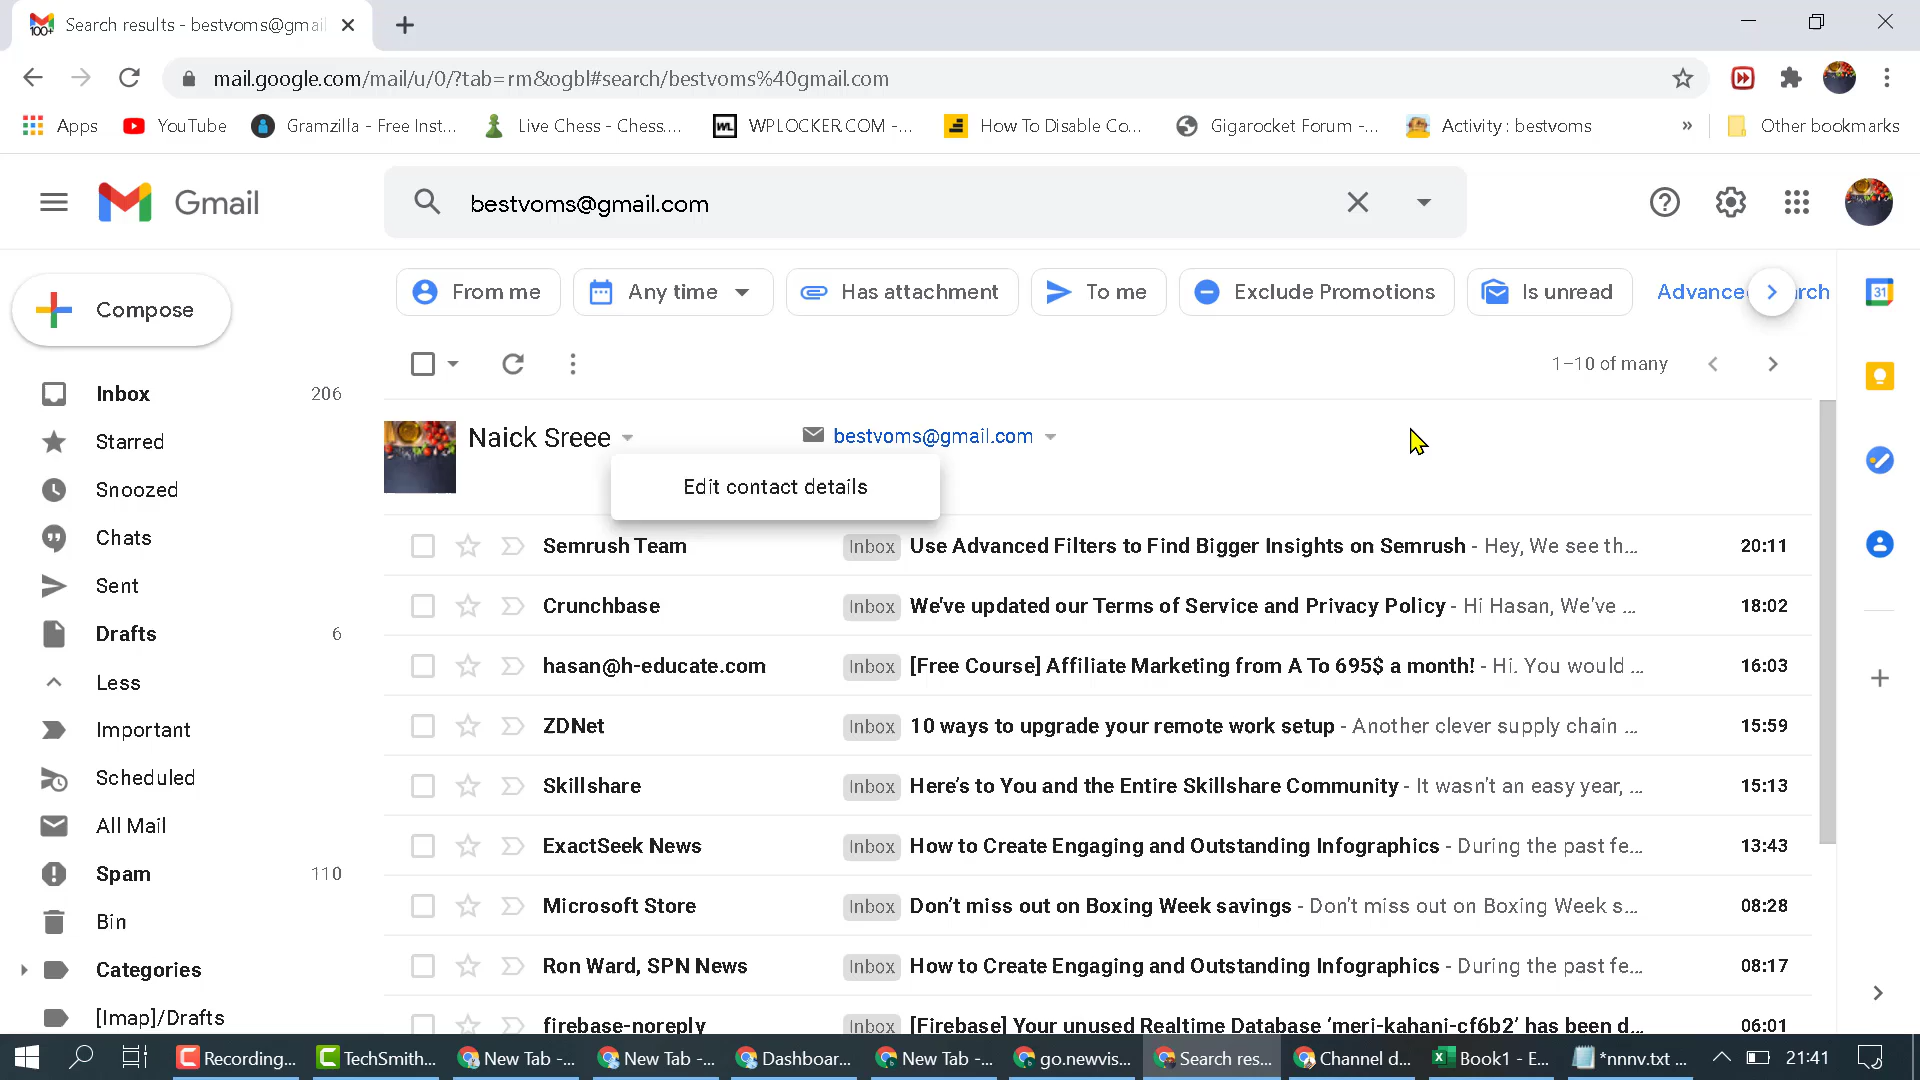 Search results - bestvoms@gmai
mail.google.com/mail/u/0/?tab=rm&ogbl#search/bestvoms%40gmail.com
Apps YouTube Gramzilla - Free Inst... Live Chess - Chess.... WL WPLOCKER.COM -... How To Disable Co... Gigarocket Forum -... Activity : bestvoms » Other bookmarks
Gmail bestvoms@gmail.com
From me Any time Has attachment To me Exclude Promotions Is unread Advance rch
31
Compose
1–10 of many
Inbox 206
Starred
Snoozed
Chats
Sent
Drafts 6
Less
Important
Scheduled
All Mail
Spam 110
Bin
Categories
[Imap]/Drafts
Naick Sreee bestvoms@gmail.com
Edit contact details
Semrush Team Inbox Use Advanced Filters to Find Bigger Insights on Semrush - Hey, We see th... 20:11
Crunchbase Inbox We've updated our Terms of Service and Privacy Policy - Hi Hasan, We've ... 18:02
hasan@h-educate.com Inbox [Free Course] Affiliate Marketing from A To 695$ a month! - Hi. You would ... 16:03
ZDNet Inbox 10 ways to upgrade your remote work setup - Another clever supply chain ... 15:59
Skillshare Inbox Here's to You and the Entire Skillshare Community - It wasn't an easy year, ... 15:13
ExactSeek News Inbox How to Create Engaging and Outstanding Infographics - During the past fe... 13:43
Microsoft Store Inbox Don't miss out on Boxing Week savings - Don't miss out on Boxing Week s... 08:28
Ron Ward, SPN News Inbox How to Create Engaging and Outstanding Infographics - During the past fe... 08:17
firebase-noreply Inbox [Firebase] Your unused Realtime Database 'meri-kahani-cf6b2' has been d... 06:01
Recording... TechSmith... New Tab -... New Tab -... Dashboar... New Tab -... go.newvis... Search res... Channel d... Book1 - E... *nnnv.txt ... 21:41